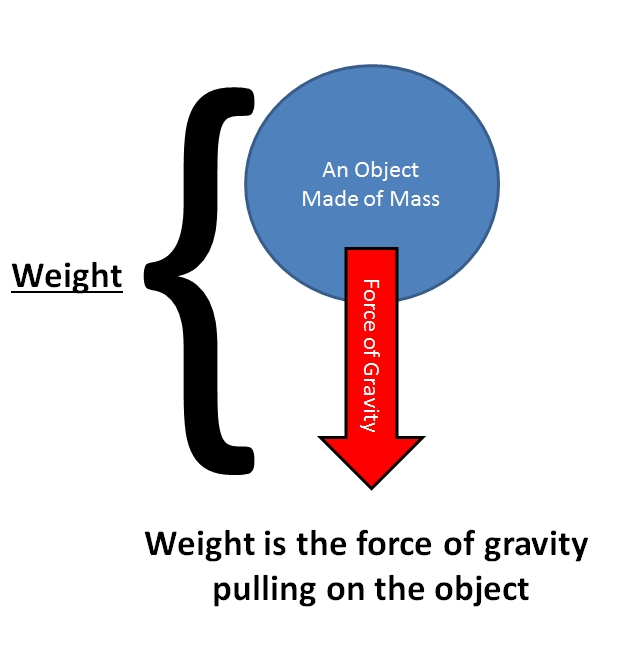 An Object
Made of Mass
Weight
Force of Gravity
Weight is the force of gravity
pulling on the object